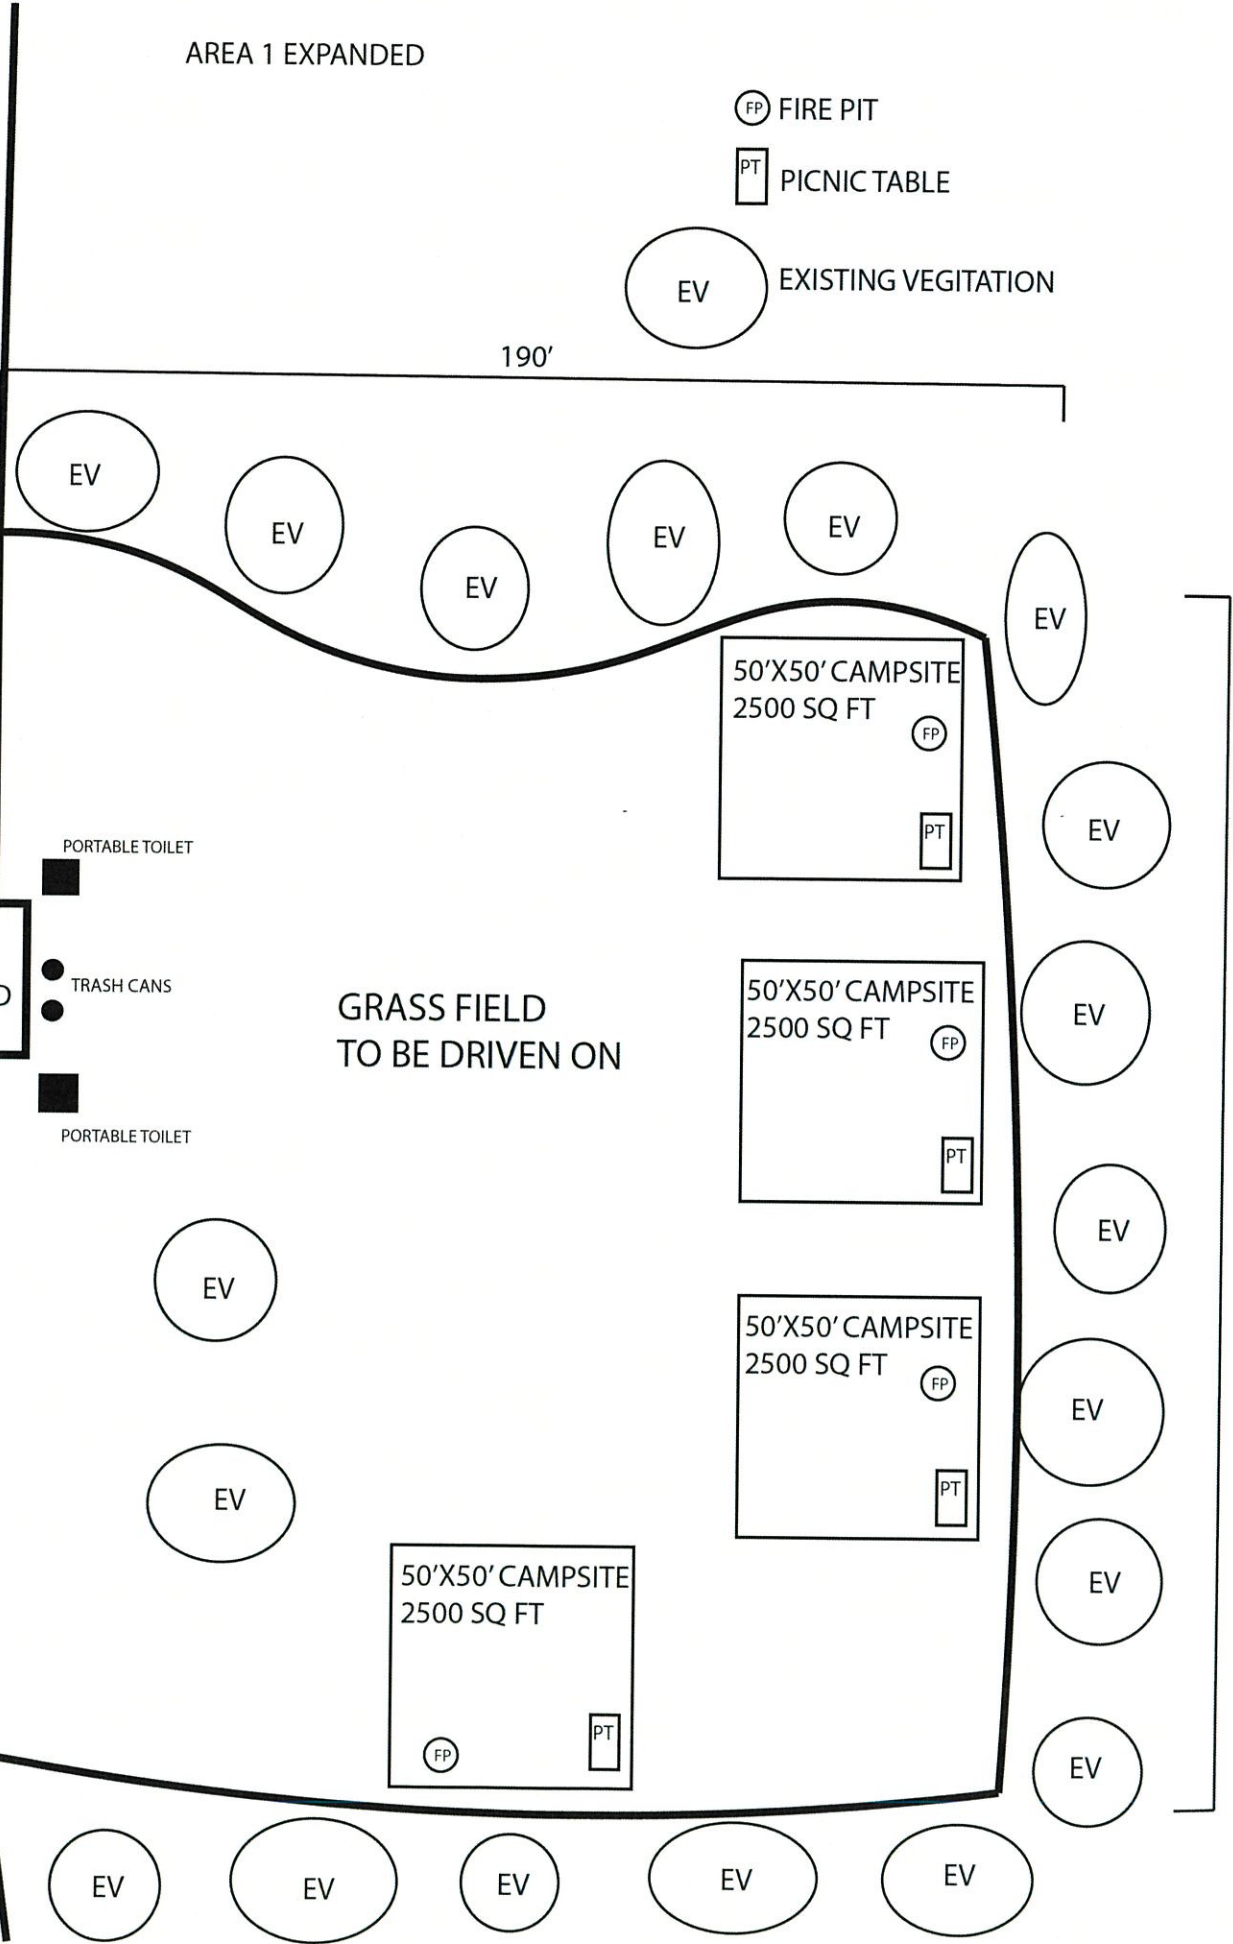 AREA 1 EXPANDED
FP FIRE PIT
PT PICNIC TABLE
EV EXISTING VEGITATION
190'
EV
EV
EV
EV
EV
EV
50'X50' CAMPSITE
2500 SQ FT
FP
PT
EV
PORTABLE TOILET
TRASH CANS
GRASS FIELD
TO BE DRIVEN ON
50'X50' CAMPSITE
2500 SQ FT
FP
PT
EV
PORTABLE TOILET
EV
EV
50'X50' CAMPSITE
2500 SQ FT
FP
PT
EV
EV
EV
50'X50' CAMPSITE
2500 SQ FT
PT
FP
EV
EV
EV
EV
EV
EV